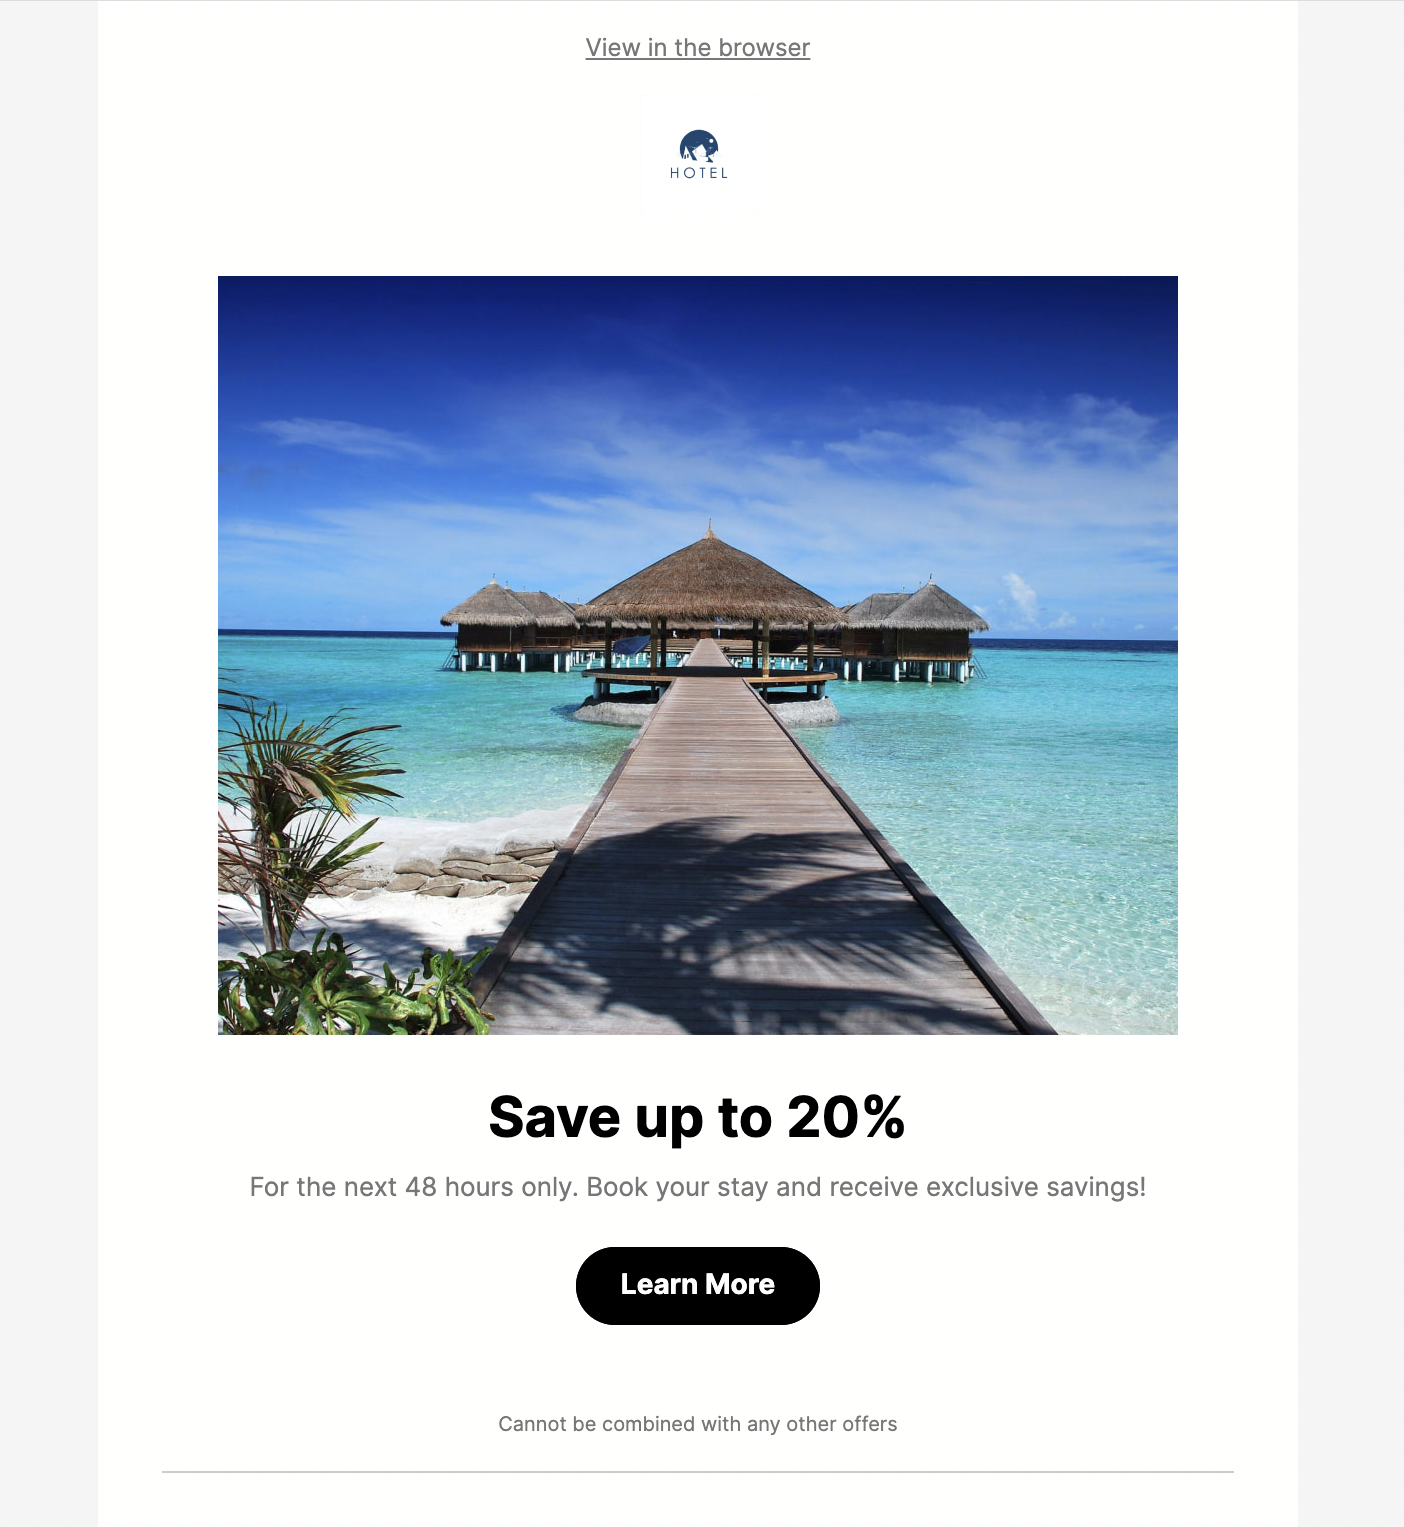 View in the browser
HOTEL
Save up to 20%
For the next 48 hours only. Book your stay and receive exclusive savings!
Learn More
Cannot be combined with any other offers